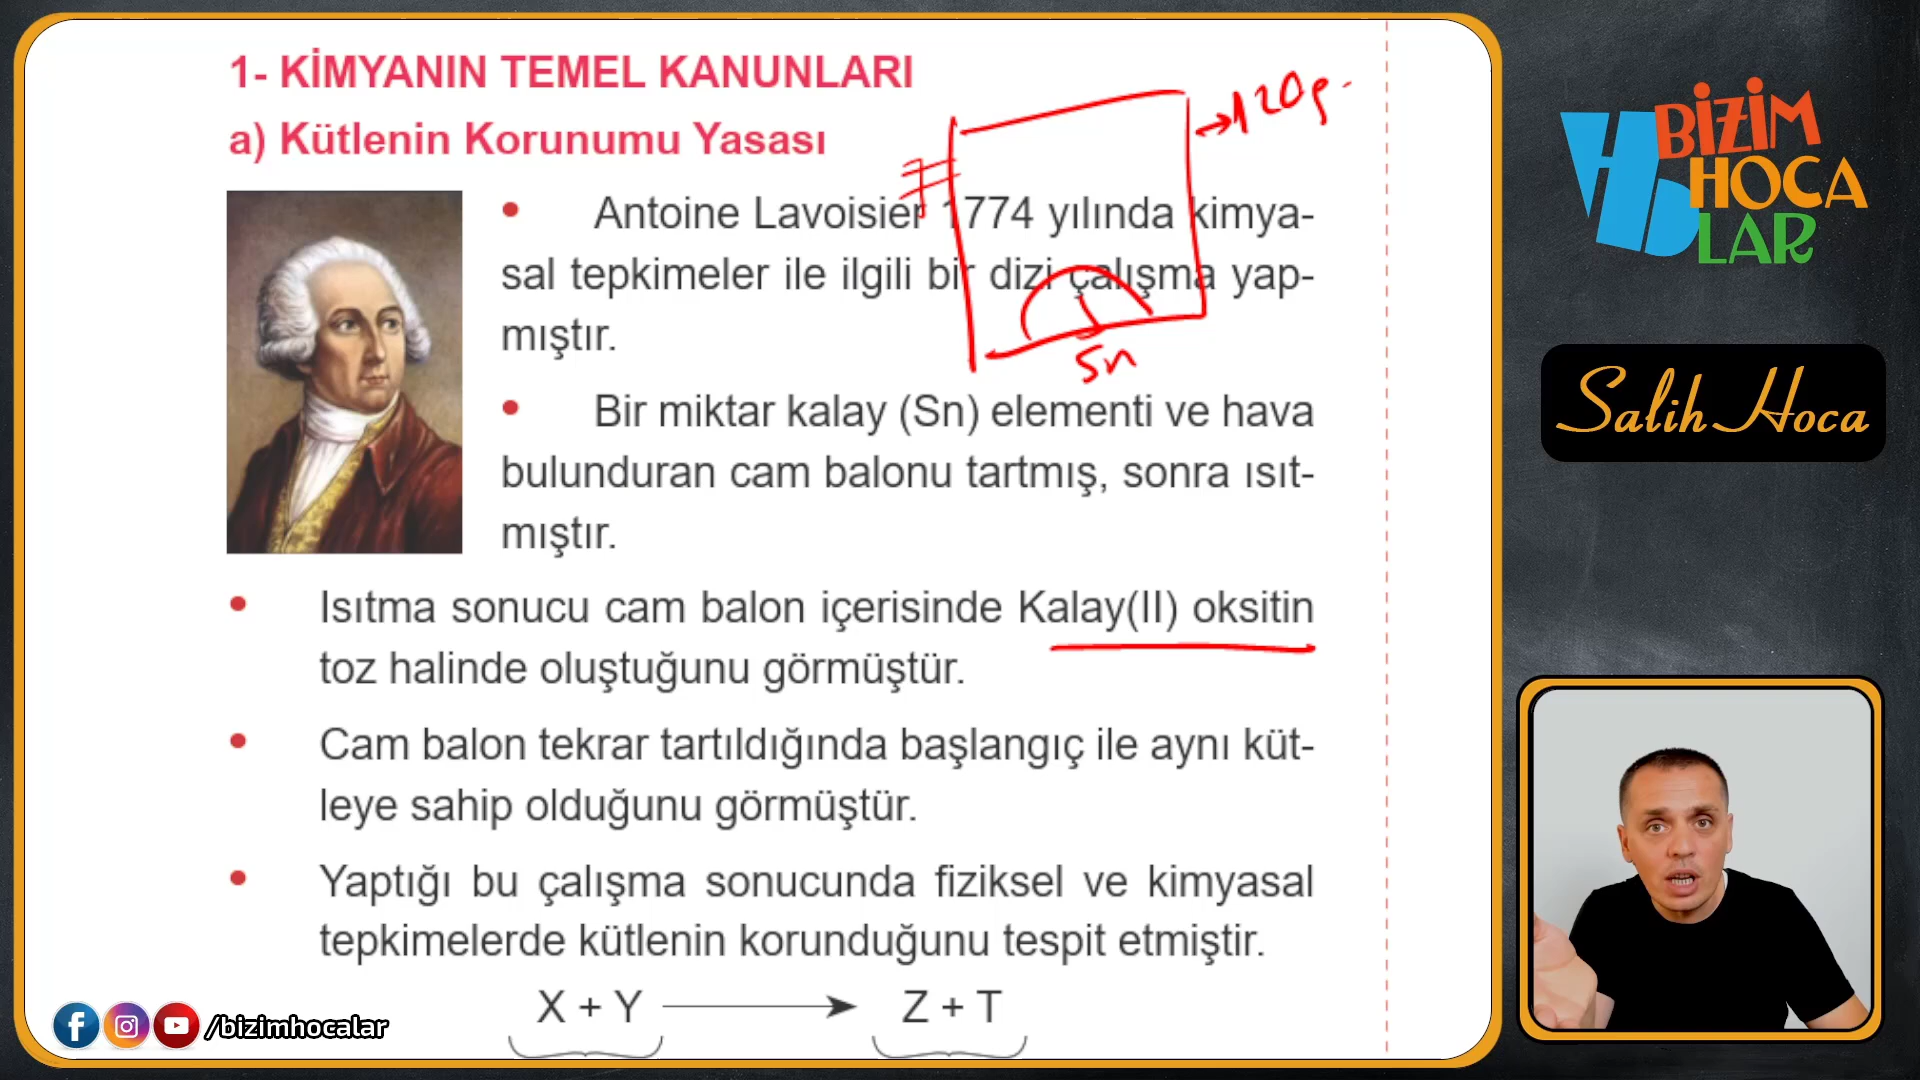 1- KİMYANIN TEMEL KANUNLARI
a) Kütlenin Korunumu Yasası
→120g.
• Antoine Lavoisier 1774 yılında kimya-
sal tepkimeler ile ilgili bir dizi çalışma yap-
mıştır.
Sn
• Bir miktar kalay (Sn) elementi ve hava
bulunduran cam balonu tartmış, sonra ısıt-
mıştır.
• Isıtma sonucu cam balon içerisinde Kalay(II) oksitin
toz halinde oluştuğunu görmüştür.
• Cam balon tekrar tartıldığında başlangıç ile aynı küt-
leye sahip olduğunu görmüştür.
• Yaptığı bu çalışma sonucunda fiziksel ve kimyasal
tepkimelerde kütlenin korunduğunu tespit etmiştir.
X + Y → Z + T
/bizimhocalar
BİZİM
HOCA
LAR
Salih Hoca